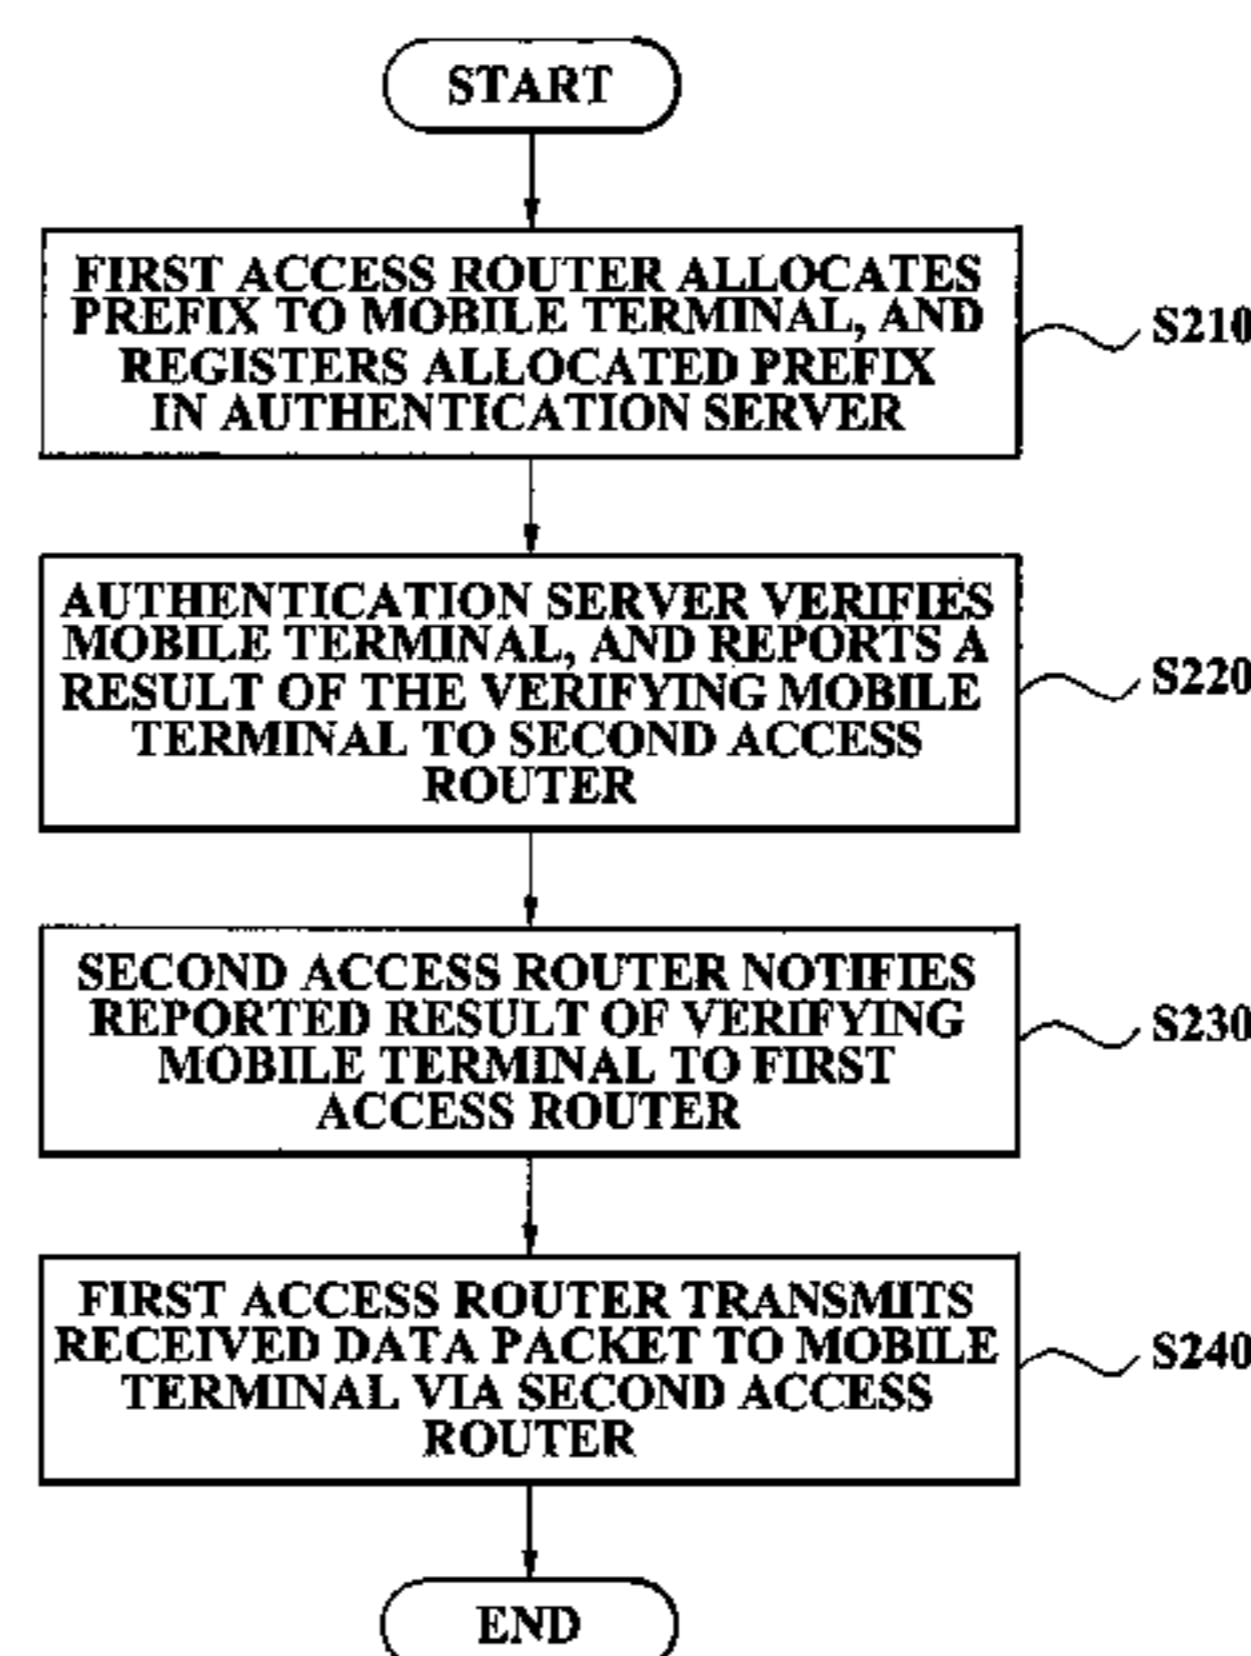 START
FIRST ACCESS ROUTER ALLOCATES
PREFIX TO MOBILE TERMINAL, AND
REGISTERS ALLOCATED PREFIX
IN AUTHENTICATION SERVER
S210
AUTHENTICATION SERVER VERIFIES
MOBILE TERMINAL, AND REPORTS A
RESULT OF THE VERIFYING MOBILE
TERMINAL TO SECOND ACCESS
ROUTER
S220
SECOND ACCESS ROUTER NOTIFIES
REPORTED RESULT OF VERIFYING
MOBILE TERMINAL TO FIRST
ACCESS ROUTER
S230
FIRST ACCESS ROUTER TRANSMITS
RECEIVED DATA PACKET TO MOBILE
TERMINAL VIA SECOND ACCESS
ROUTER
S240
END